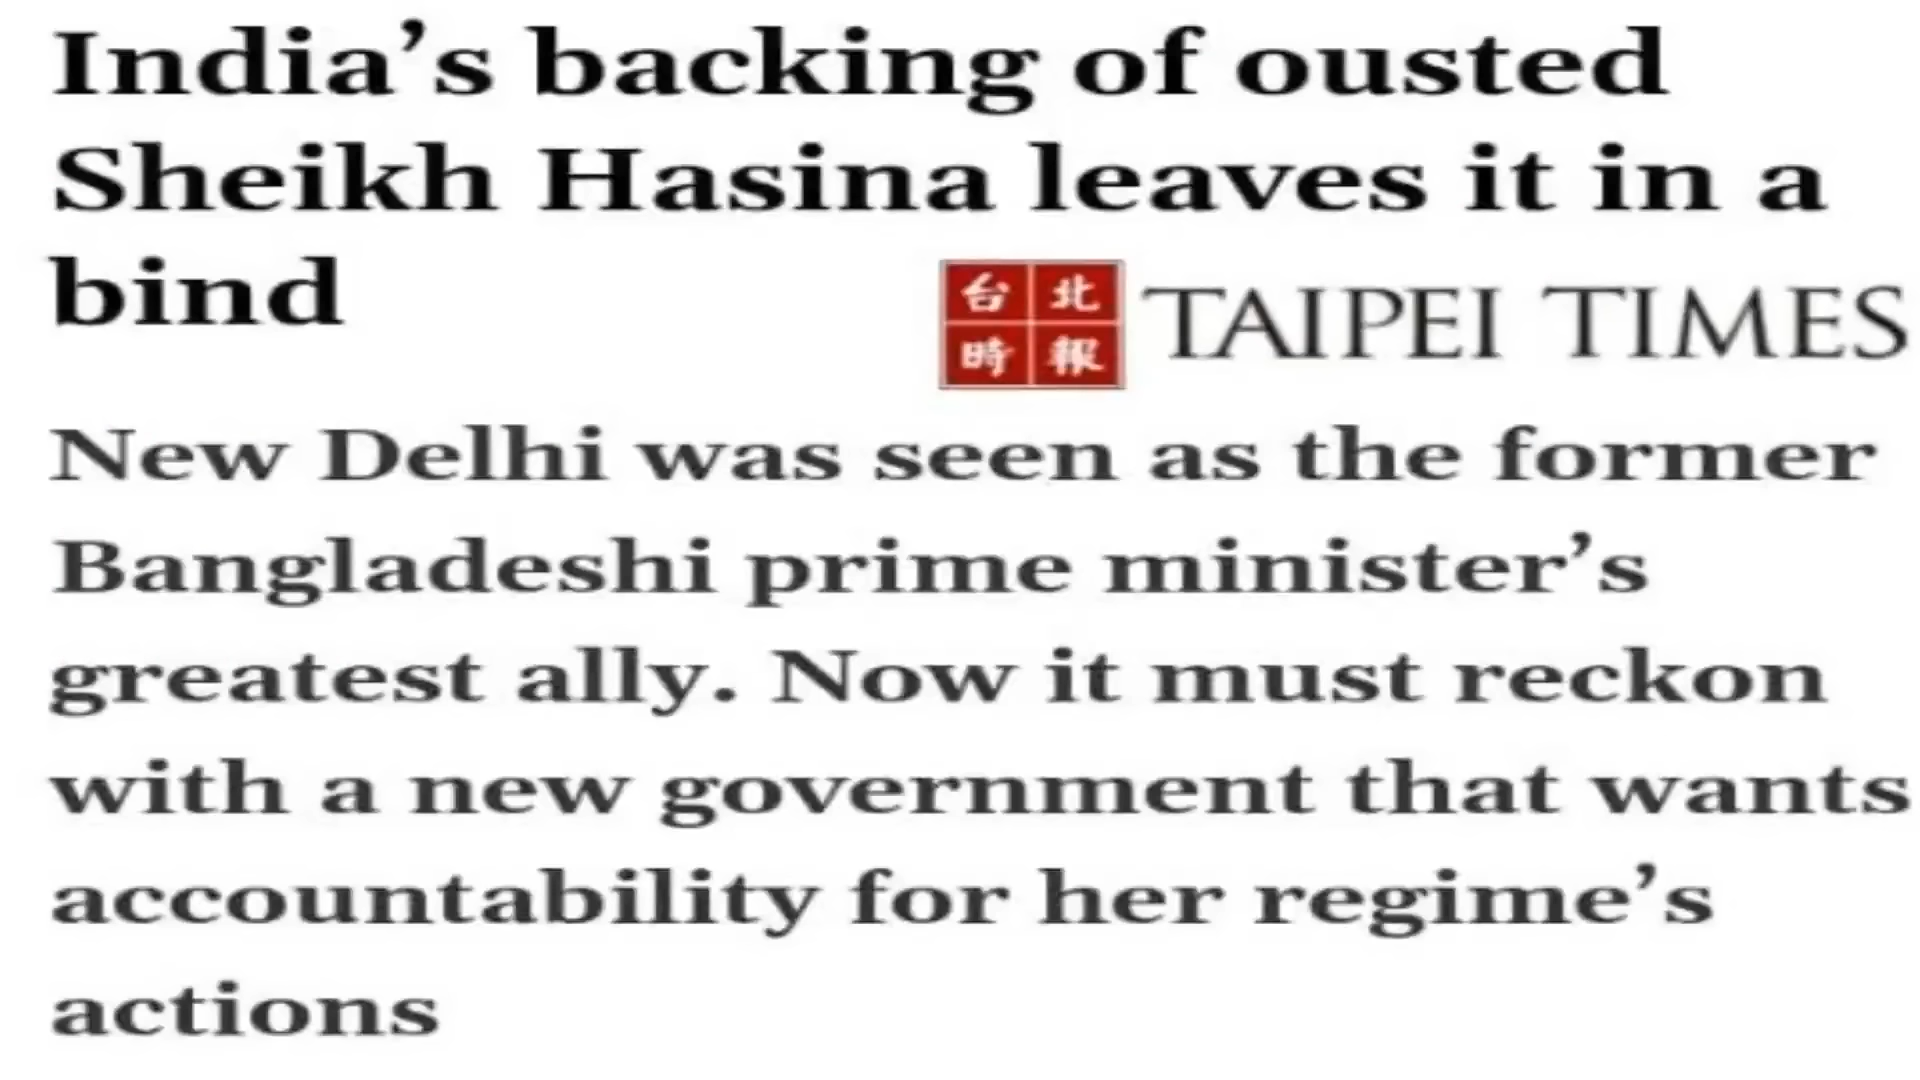 India’s backing of ousted
Sheikh Hasina leaves it in a
bind
台北
時報
TAIPEI TIMES
New Delhi was seen as the former
Bangladeshi prime minister’s
greatest ally. Now it must reckon
with a new government that wants
accountability for her regime’s
actions